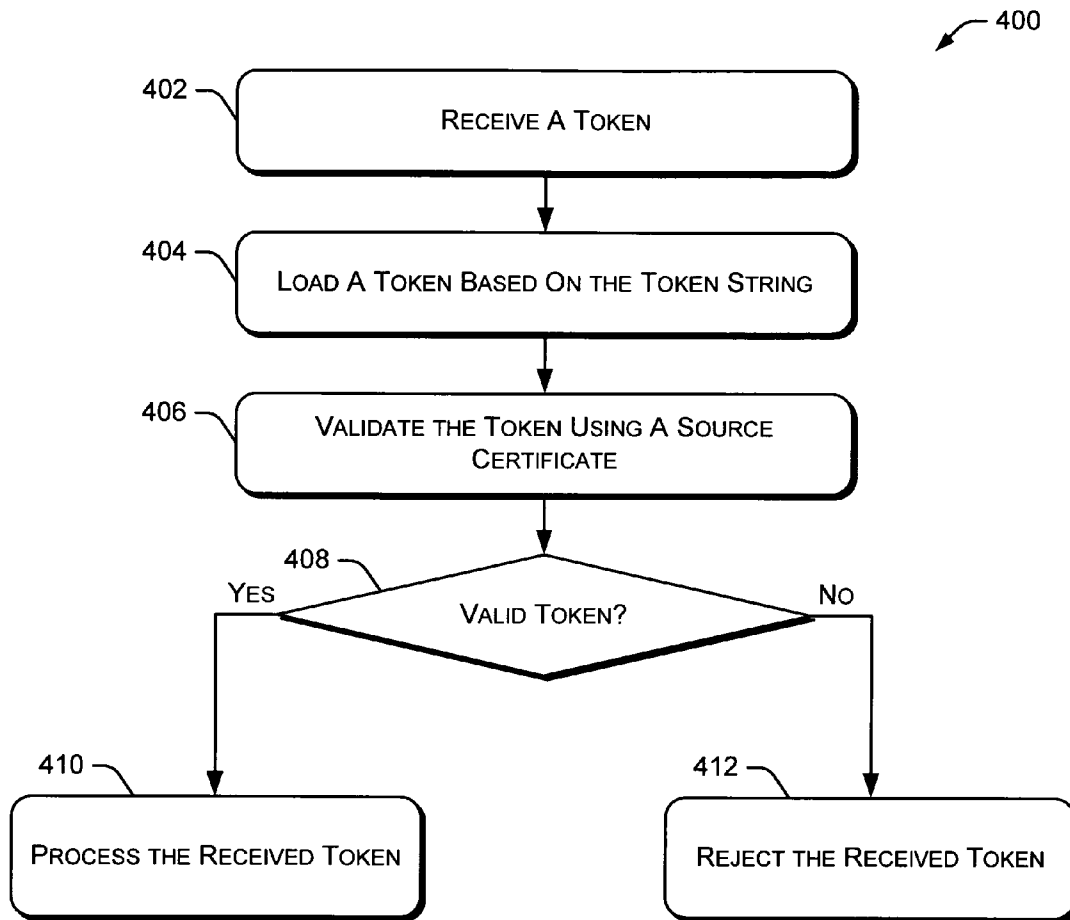 400
402
RECEIVE A TOKEN
404
LOAD A TOKEN BASED ON THE TOKEN STRING
406
VALIDATE THE TOKEN USING A SOURCE
CERTIFICATE
408
YES
VALID TOKEN?
NO
410
PROCESS THE RECEIVED TOKEN
412
REJECT THE RECEIVED TOKEN